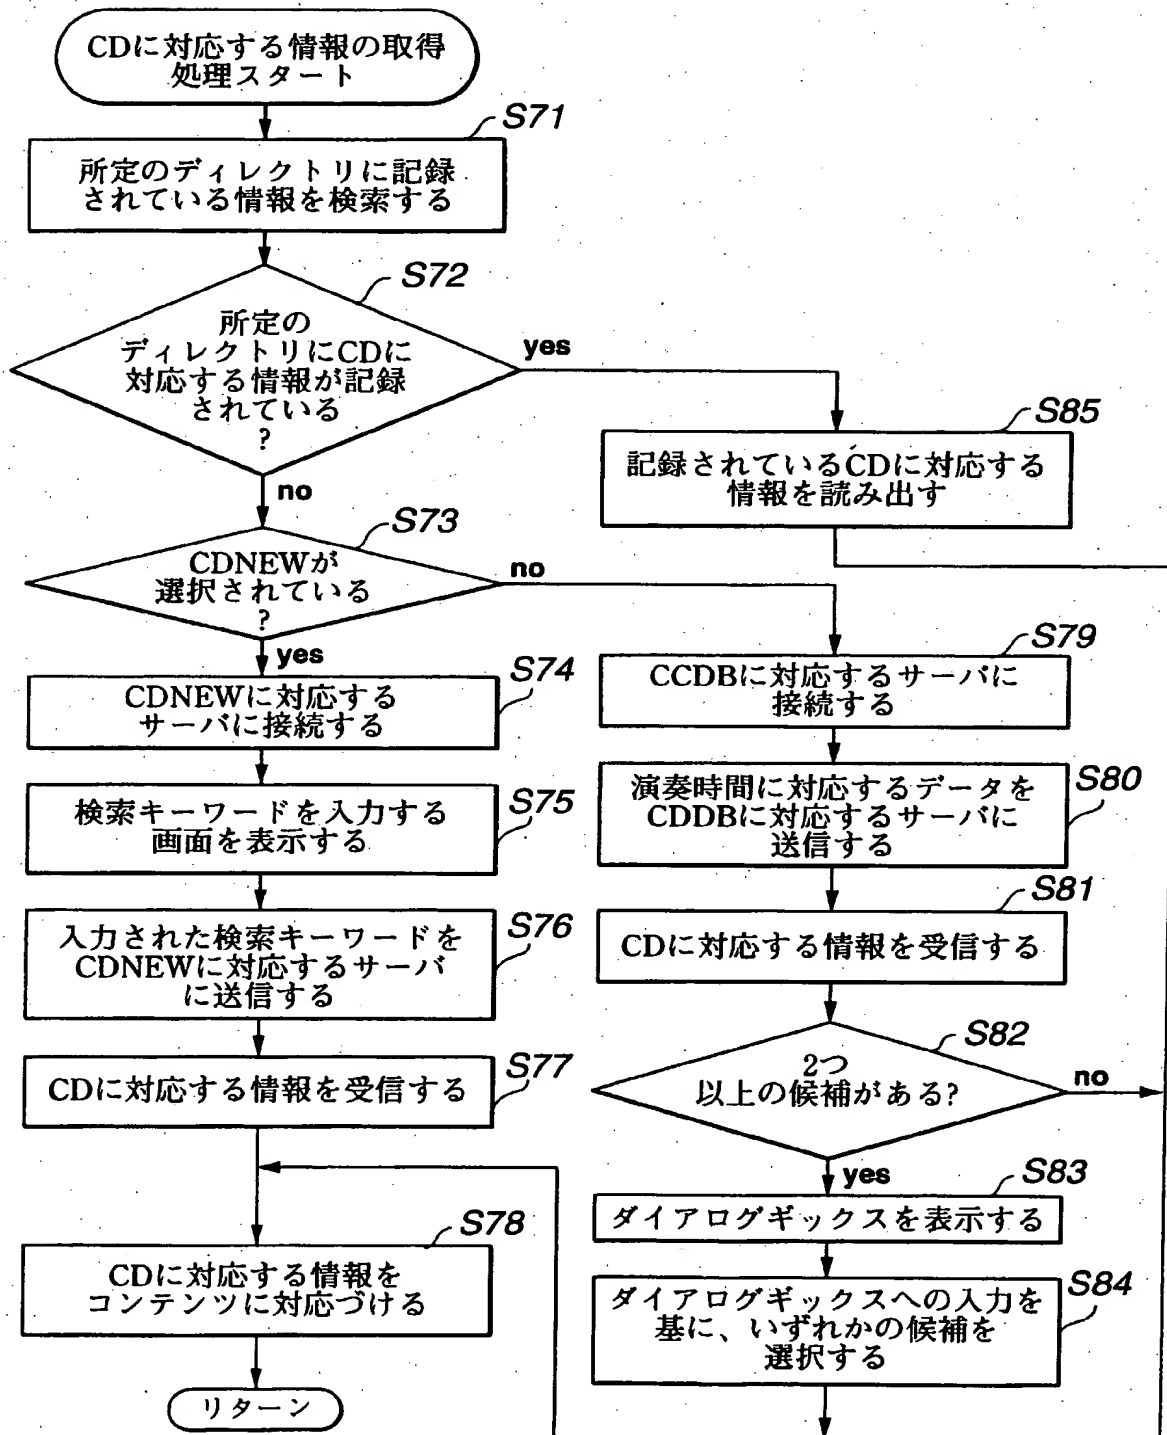 CDに対応する情報の取得
処理スタート
S71
所定のディレクトリに記録
されている情報を検索する
S72
所定の
ディレクトリにCDに
対応する情報が記録
されている
?
yes
no
S85
記録されているCDに対応する
情報を読み出す
S73
CDNEWが
選択されている
?
no
yes
S74
CDNEWに対応する
サーバに接続する
S75
検索キーワードを入力する
画面を表示する
S76
入力された検索キーワードを
CDNEWに対応するサーバ
に送信する
S77
CDに対応する情報を受信する
S78
CDに対応する情報を
コンテンツに対応づける
リターン
S79
CCDBに対応するサーバに
接続する
S80
演奏時間に対応するデータを
CDDBに対応するサーバに
送信する
S81
CDに対応する情報を受信する
S82
2つ
以上の候補がある?
no
yes
S83
ダイアログギックスを表示する
S84
ダイアログギックスへの入力を
基に、いずれかの候補を
選択する